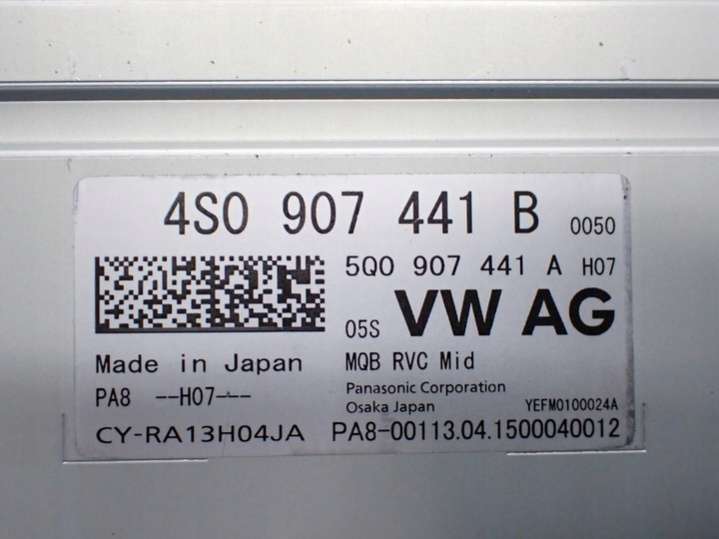 4S0 907 441 B 0050
5Q0 907 441 A H07
05S VW AG
Made in Japan MQB RVC Mid
PA8 --H07---
Panasonic Corporation
Osaka Japan YEFM0100024A
CY-RA13H04JA PA8-00113.04.1500040012